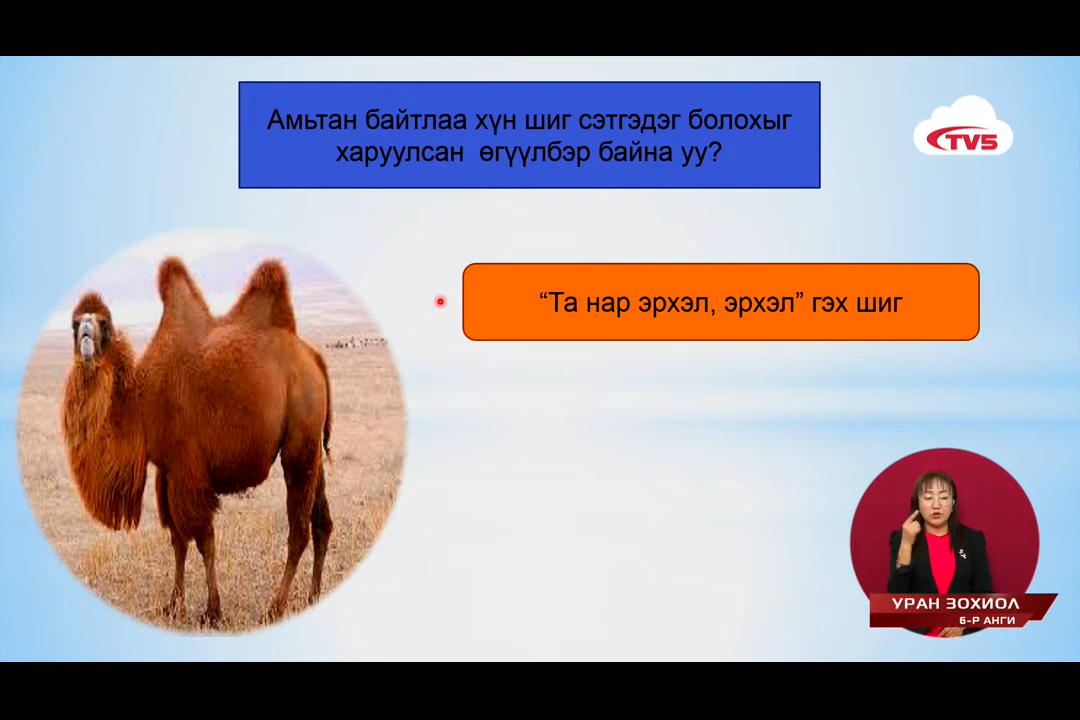 Амьтан байтлаа хүн шиг сэтгэдэг болохыг
харуулсан өгүүлбэр байна уу?
TV5
“Та нар эрхэл, эрхэл” гэх шиг
УРАН ЗОХИОЛ
6-Р АНГИ